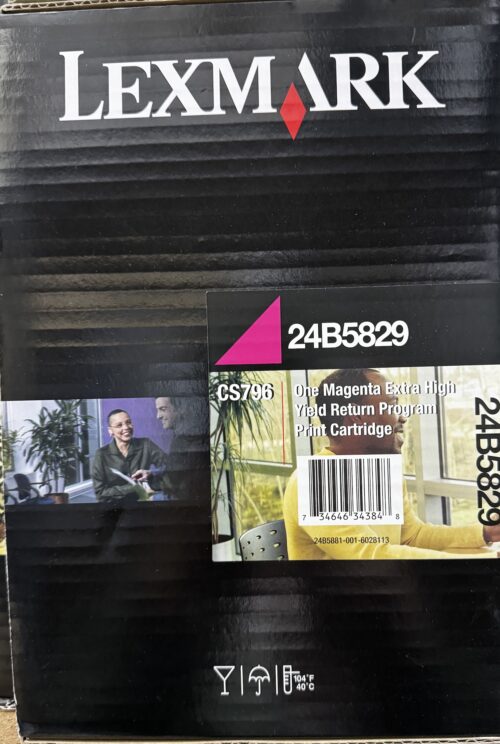 LEXMARK
24B5829
CS796
One Magenta Extra High
Yield Return Program
Print Cartridge
24B5829
7 34646 34384 8
24B5881-001-6028113
104°F
40°C